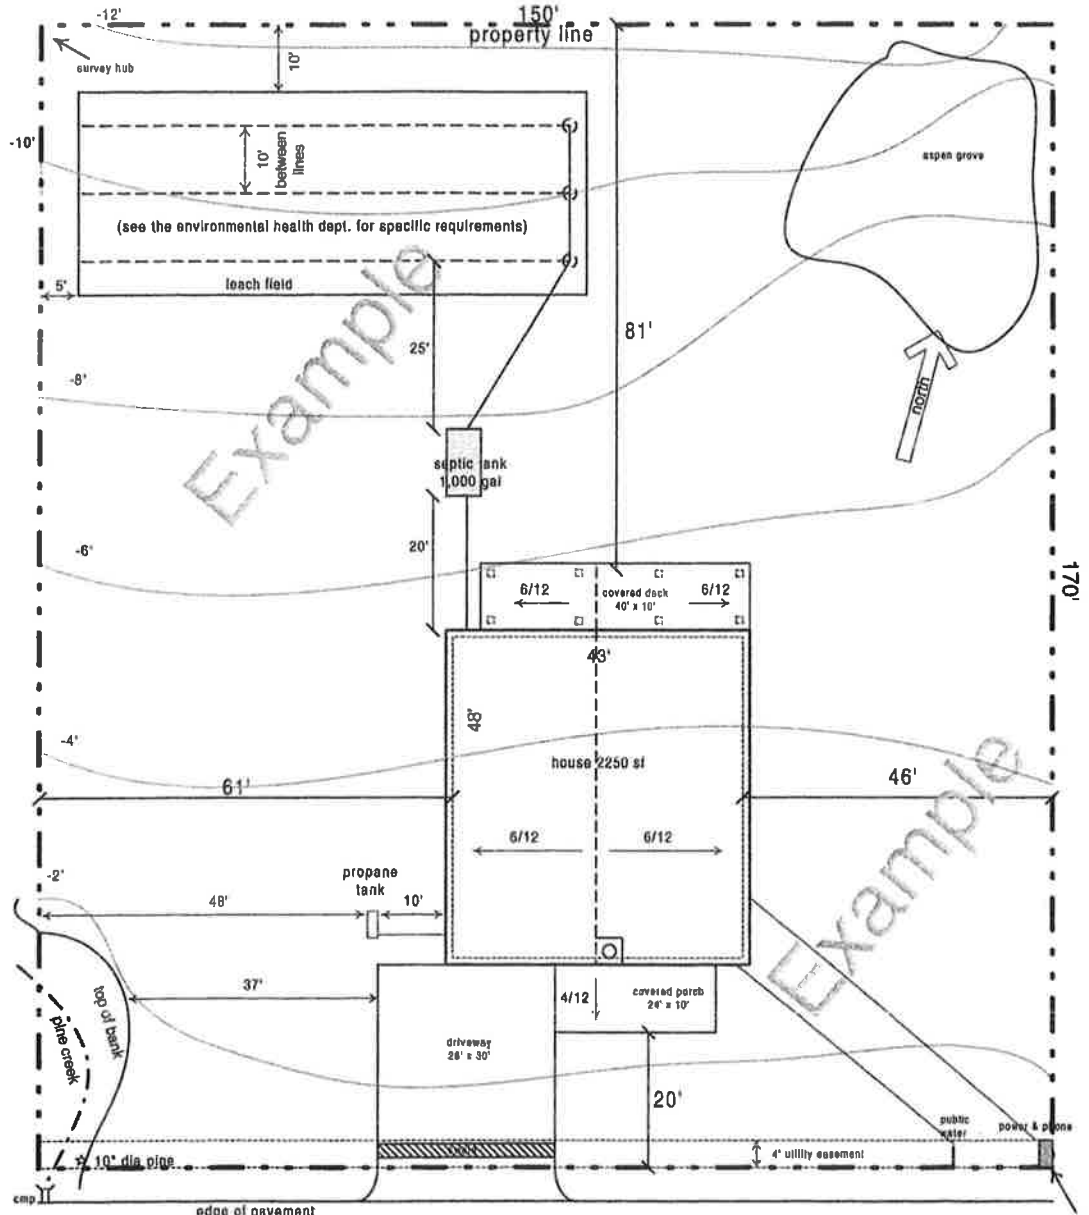 -12'
150'
property line
survey hub
10'
-10'
10'
between
lines
aspen grove
(see the environmental health dept. for specific requirements)
5'
leach field
Example
81'
25'
north
-8'
septic tank
1,000 gal
-6'
20'
170'
6/12
covered deck
40' x 10'
6/12
43'
48'
-4'
house 2250 sf
61'
46'
Example
6/12
6/12
-2'
propane
tank
48'
10'
37'
4/12
covered porch
24' x 10'
top of bank
pine creek
driveway
26' x 30'
20'
public
water
power & phone
10" dia pine
4' utility easement
cmp
edge of pavement